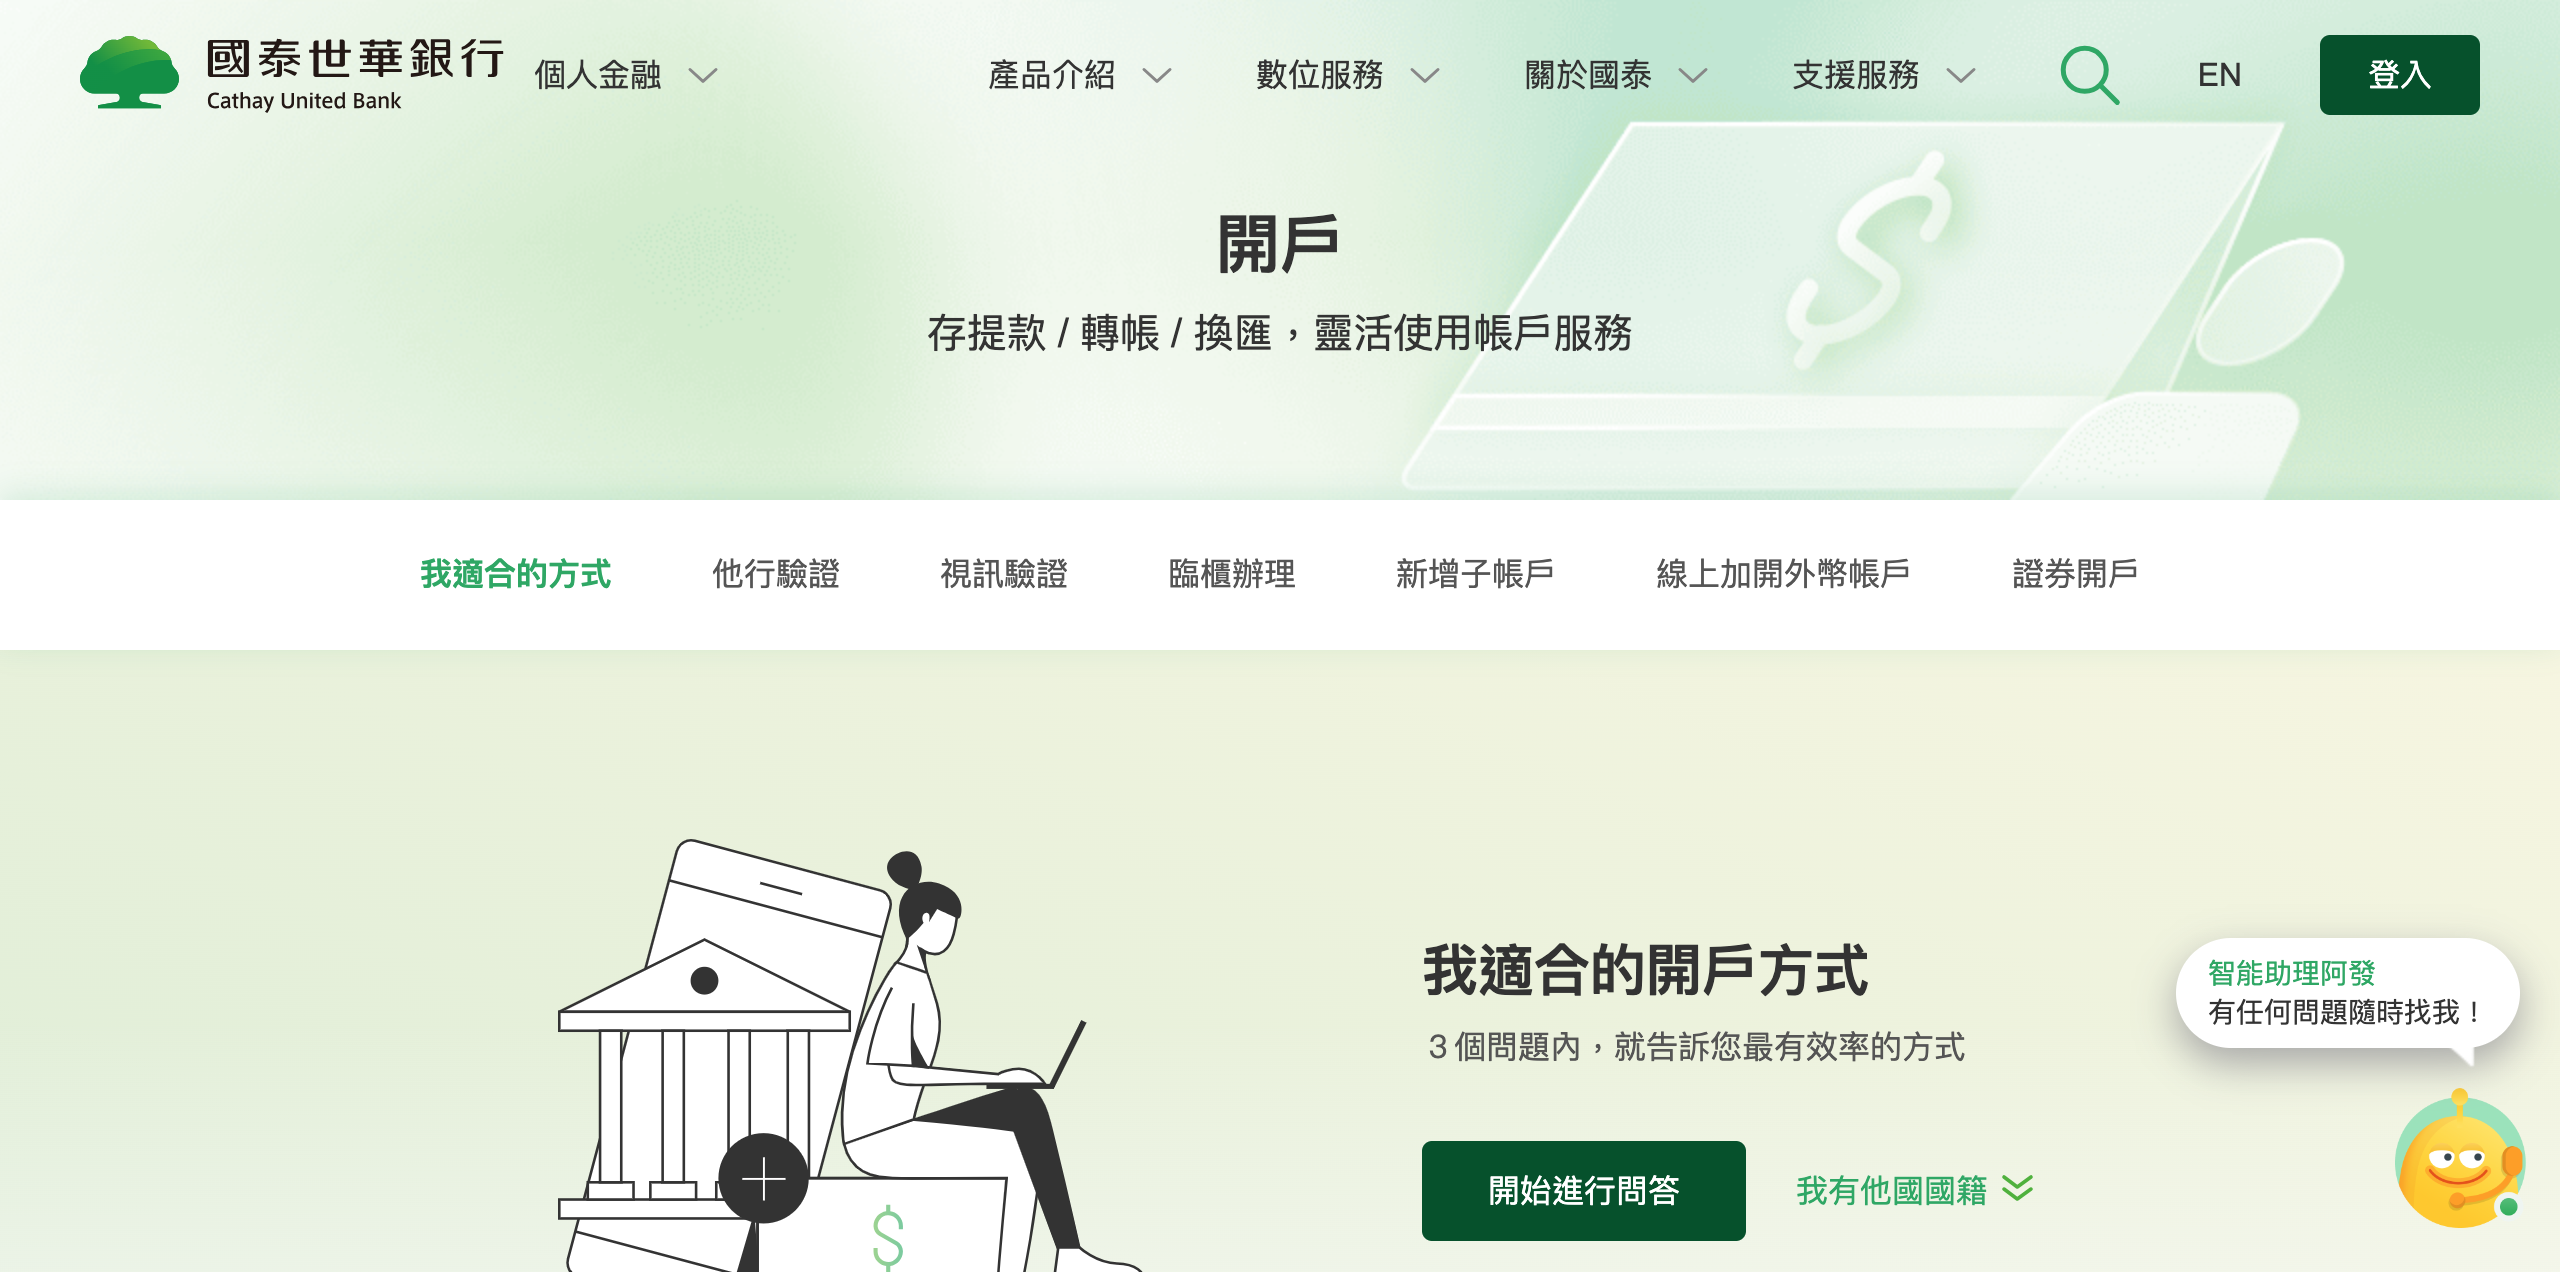 國泰世華銀行
Cathay United Bank
個人金融
產品介紹
數位服務
關於國泰
支援服務
EN
登入
開戶
存提款 / 轉帳 / 換匯，靈活使用帳戶服務
我適合的方式
他行驗證
視訊驗證
臨櫃辦理
新增子帳戶
線上加開外幣帳戶
證券開戶
我適合的開戶方式
3 個問題內，就告訴您最有效率的方式
智能助理阿發
有任何問題隨時找我！
開始進行問答
我有他國國籍
$